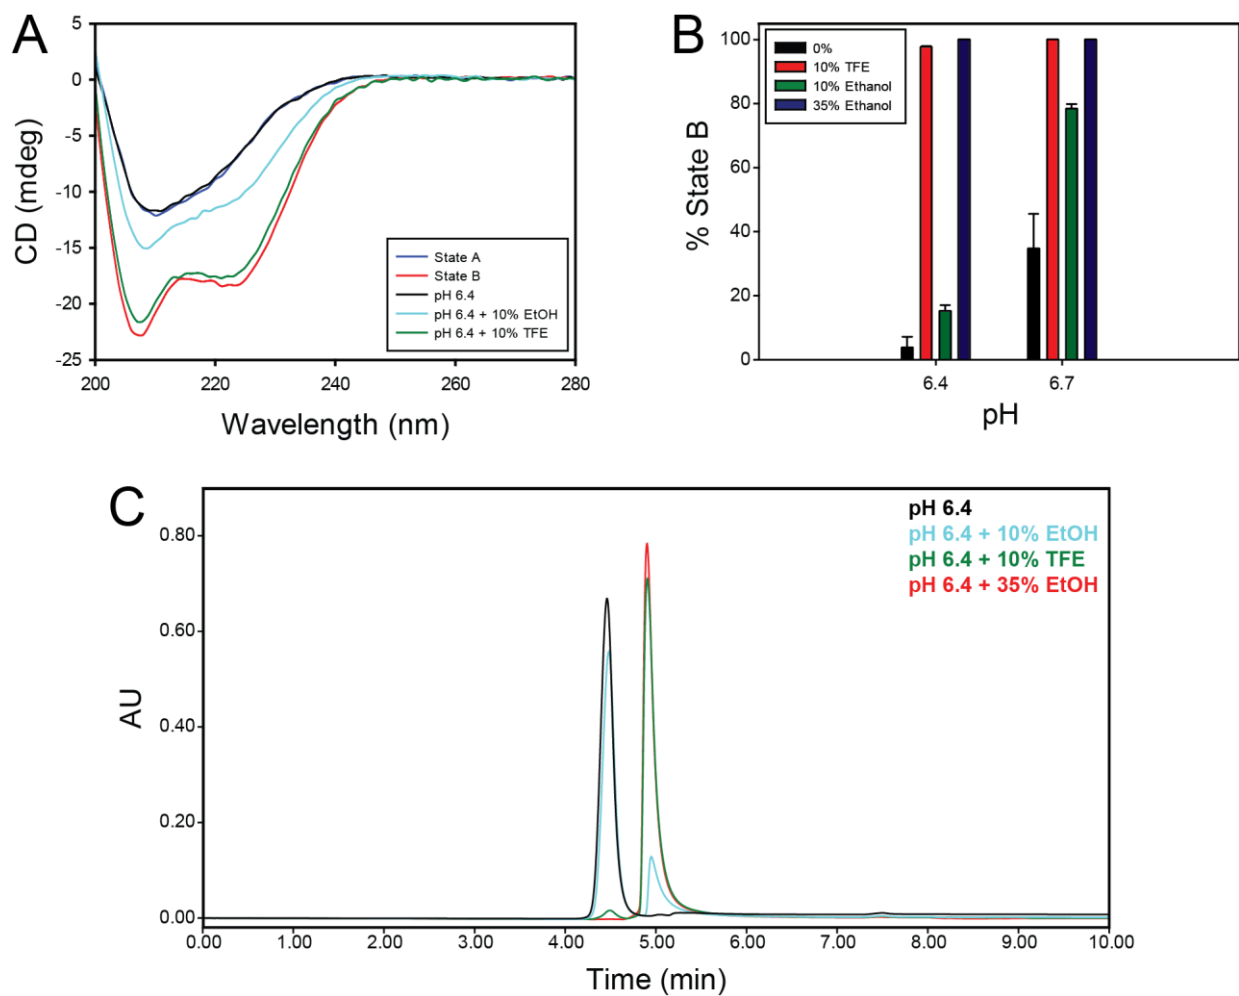 A
5
0
-5
-10
-15
-20
-25
CD (mdeg)
State A
State B
pH 6.4
pH 6.4 + 10% EtOH
pH 6.4 + 10% TFE
200 220 240 260 280
Wavelength (nm)
B
100
80
60
40
20
0
% State B
0%
10% TFE
10% Ethanol
35% Ethanol
6.4 6.7
pH
C
0.80
0.60
0.40
0.20
0.00
AU
pH 6.4
pH 6.4 + 10% EtOH
pH 6.4 + 10% TFE
pH 6.4 + 35% EtOH
0.00 1.00 2.00 3.00 4.00 5.00 6.00 7.00 8.00 9.00 10.00
Time (min)